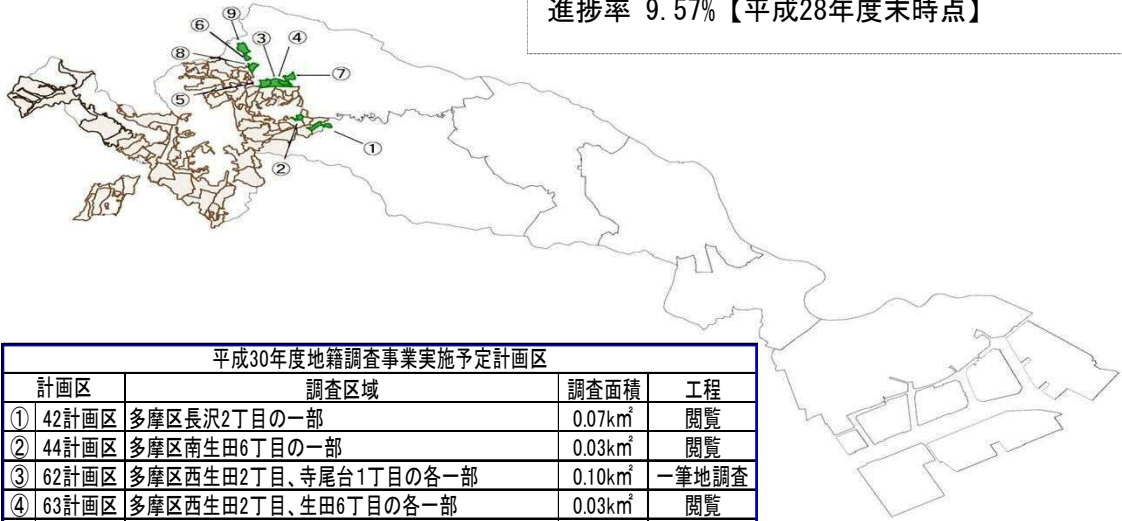 進捗率 9.57%【平成28年度末時点】
⑨
⑥
③
④
⑧
⑦
⑤
①
②
平成30年度地籍調査事業実施予定計画区
計画区 調査区域 調査面積 工程
① 42計画区 多摩区長沢2丁目の一部 0.07k㎡ 閲覧
② 44計画区 多摩区南生田6丁目の一部 0.03k㎡ 閲覧
③ 62計画区 多摩区西生田2丁目、寺尾台1丁目の各一部 0.10k㎡ 一筆地調査
④ 63計画区 多摩区西生田2丁目、生田6丁目の各一部 0.03k㎡ 閲覧